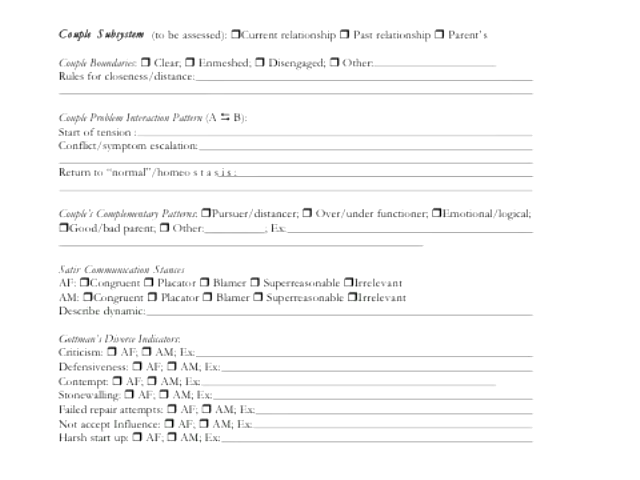 Couple Subsystem (to be assessed): ❒Current relationship ❒ Past relationship ❒ Parent's
Couple Boundaries: ❒ Clear; ❒ Enmeshed; ❒ Disengaged; ❒ Other:
Rules for closeness/distance:
Couple Problem Interaction Pattern (A ⇆ B):
Start of tension :
Conflict/symptom escalation:
Return to "normal"/homeo s t a s i s :
Couple's Complementary Patterns: ❒Pursuer/distancer; ❒ Over/under functioner; ❒Emotional/logical;
❒Good/bad parent; ❒ Other:__________, Ex:
Satir Communication Stances
AF: ❒Congruent ❒ Placator ❒ Blamer ❒ Superreasonable ❒Irrelevant
AM: ❒Congruent ❒ Placator ❒ Blamer ❒ Superreasonable ❒Irrelevant
Describe dynamic:
Gottman's Divorce Indicators:
Criticism: ❒ AF; ❒ AM; Ex:
Defensiveness: ❒ AF; ❒ AM; Ex:
Contempt: ❒ AF; ❒ AM; Ex:
Stonewalling: ❒ AF; ❒ AM; Ex:
Failed repair attempts: ❒ AF; ❒ AM; Ex:
Not accept Influence: ❒ AF; ❒ AM; Ex:
Harsh start up: ❒ AF; ❒ AM; Ex: